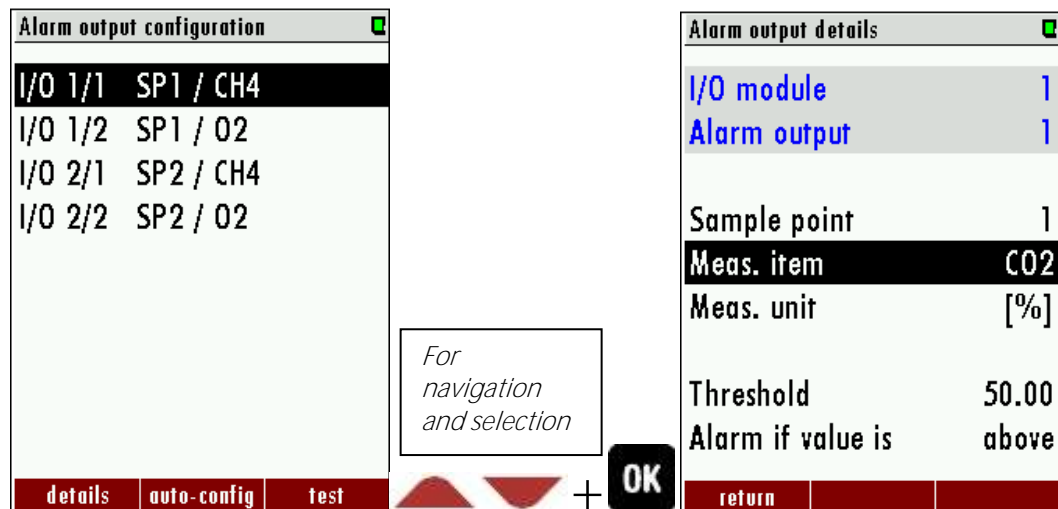 Alarm output configuration
I/O 1/1 SP1 / CH4
I/O 1/2 SP1 / O2
I/O 2/1 SP2 / CH4
I/O 2/2 SP2 / O2
details auto-config test
For
navigation
and selection
+ OK
Alarm output details
I/O module 1
Alarm output 1
Sample point 1
Meas. item CO2
Meas. unit [%]
Threshold 50.00
Alarm if value is above
return